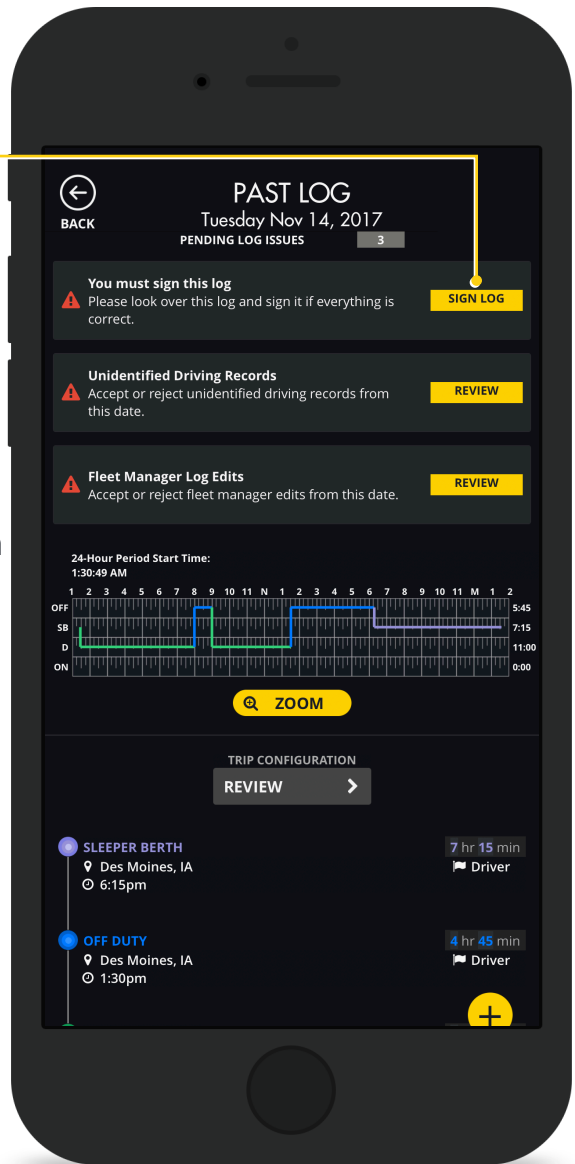 PAST LOG
BACK
Tuesday Nov 14, 2017
PENDING LOG ISSUES 3
You must sign this log
Please look over this log and sign it if everything is
correct.
SIGN LOG
Unidentified Driving Records
Accept or reject unidentified driving records from
this date.
REVIEW
Fleet Manager Log Edits
Accept or reject fleet manager edits from this date.
REVIEW
24-Hour Period Start Time:
1:30:49 AM
1 2 3 4 5 6 7 8 9 10 11 N 1 2 3 4 5 6 7 8 9 10 11 M 1 2
OFF 5:45
SB 7:15
D 11:00
ON 0:00
ZOOM
TRIP CONFIGURATION
REVIEW
SLEEPER BERTH 7 hr 15 min
Des Moines, IA Driver
6:15pm
OFF DUTY 4 hr 45 min
Des Moines, IA Driver
1:30pm
+